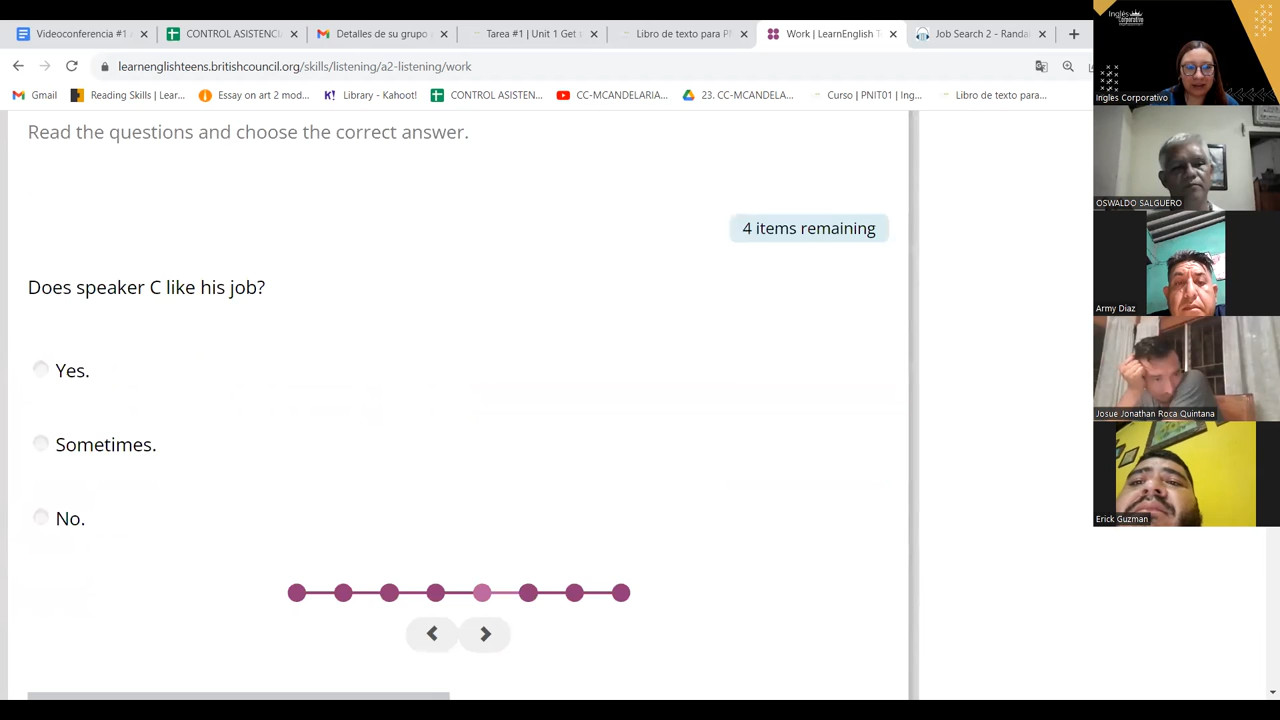 Videoconferencia #1
CONTROL ASISTENCI
Detalles de su grupo
Tarea #1 | Unit 1 Get
Libro de texto para P
Work | LearnEnglish T
Job Search 2 - Randa
learnenglishteens.britishcouncil.org/skills/listening/a2-listening/work
Gmail
Reading Skills | Lear...
Essay on art 2 mod...
Library - Ka
CONTROL ASISTEN...
CC-MCANDELARIA...
23. CC-MCANDELA...
Curso | PNIT01 | Ing...
Libro de texto para...
Read the questions and choose the correct answer.
4 items remaining
Does speaker C like his job?
Yes.
Sometimes.
No.
Inglés
Corporativo
Ingles Corporativo
OSWALDO SALGUERO
Army Diaz
Josue Jonathan Roca Quintana
Erick Guzman